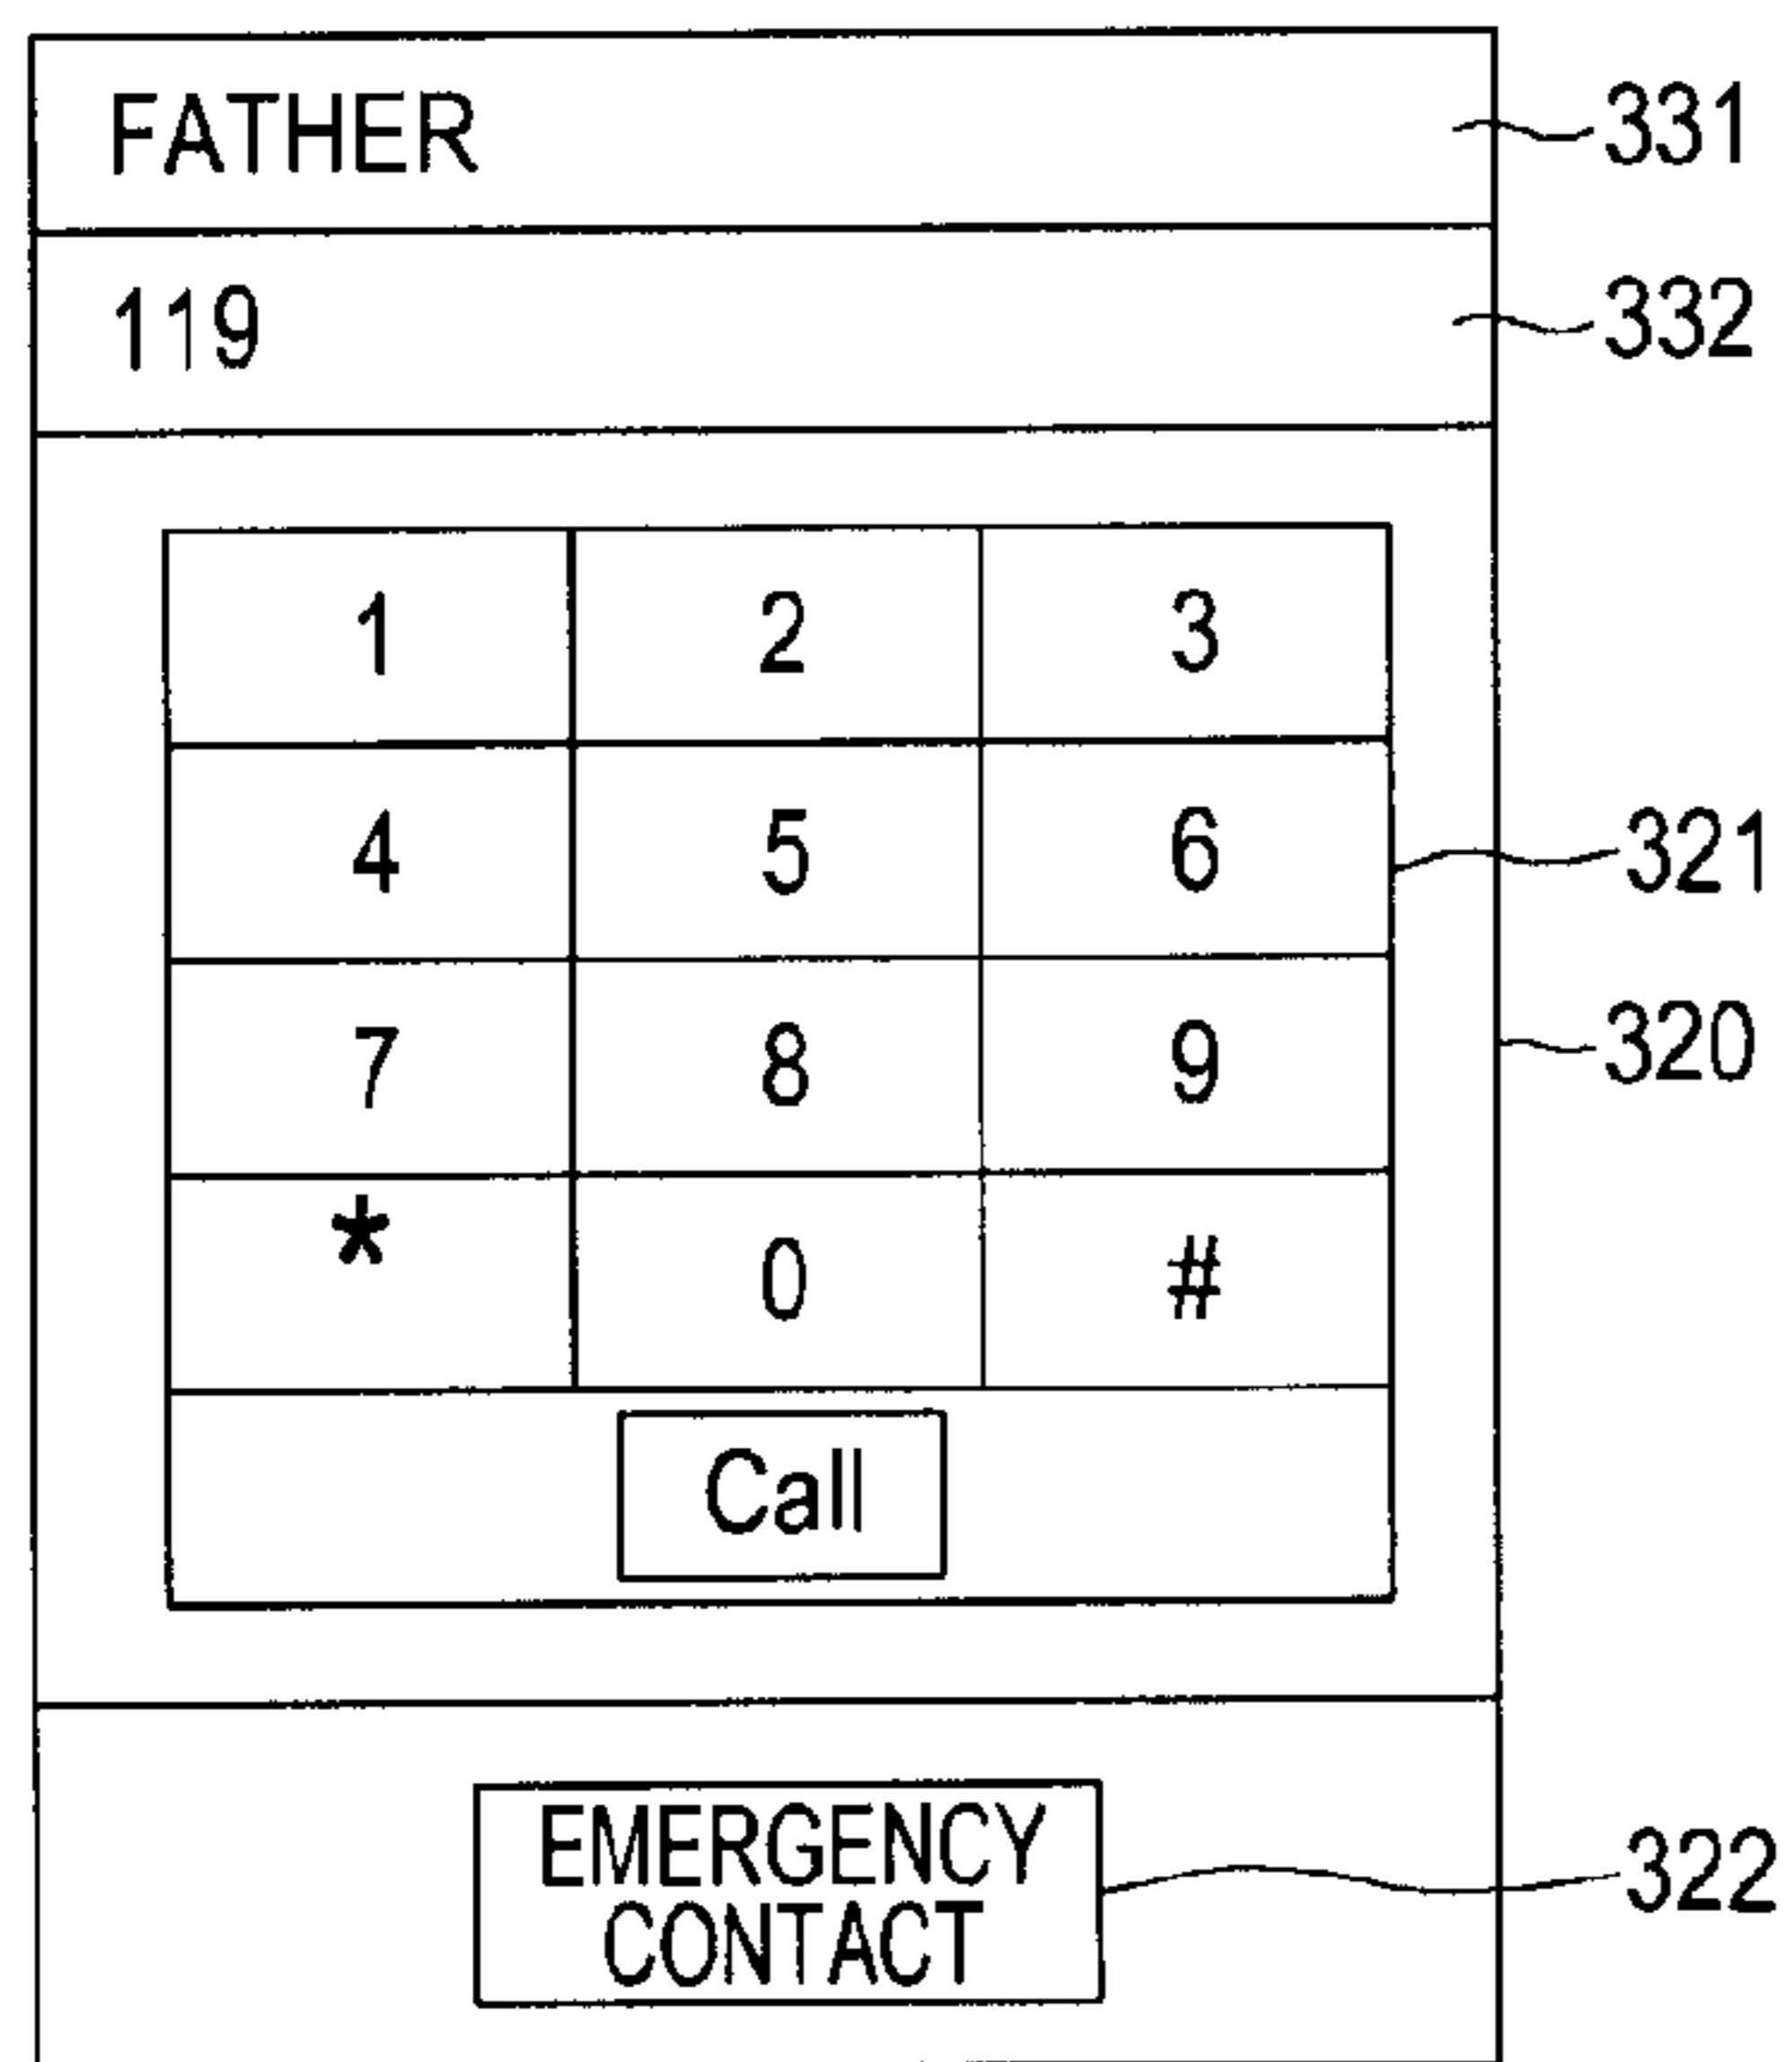 FATHER 331
119 332
1 2 3
4 5 6 321
7 8 9 320
* 0 #
Call
EMERGENCY 322
CONTACT